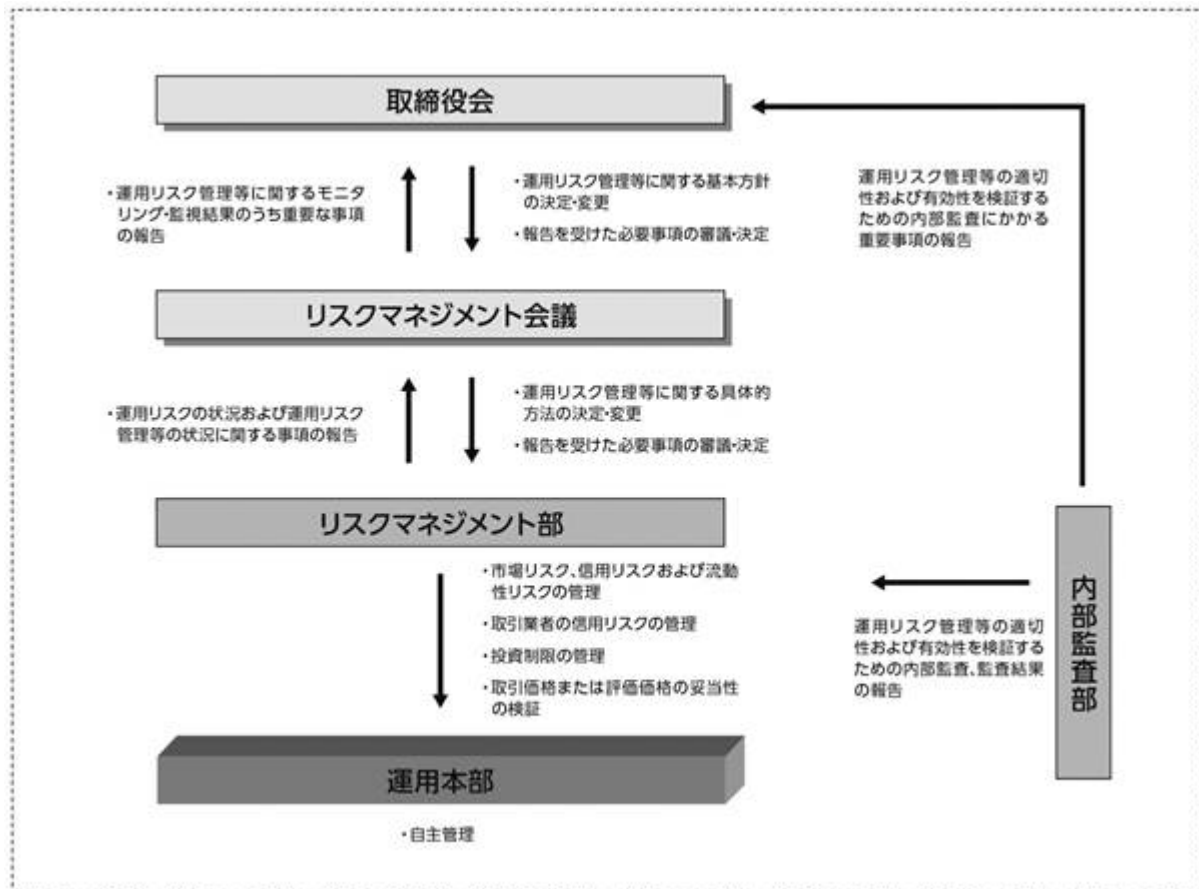 取締役会
・運用リスク管理等に関するモニタ
リング・監視結果のうち重要な事項
の報告
・運用リスク管理等に関する基本方針
の決定・変更
・報告を受けた必要事項の審議・決定
運用リスク管理等の適切
性および有効性を検証する
ための内部監査にかかる
重要事項の報告
リスクマネジメント会議
・運用リスクの状況および運用リスク
管理等の状況に関する事項の報告
・運用リスク管理等に関する具体的
方法の決定・変更
・報告を受けた必要事項の審議・決定
リスクマネジメント部
・市場リスク、信用リスクおよび流動
性リスクの管理
・取引業者の信用リスクの管理
・投資制限の管理
・取引価格または評価価格の妥当性
の検証
運用リスク管理等の適切
性および有効性を検証する
ための内部監査、監査結果
の報告
内部監査部
運用本部
・自主管理